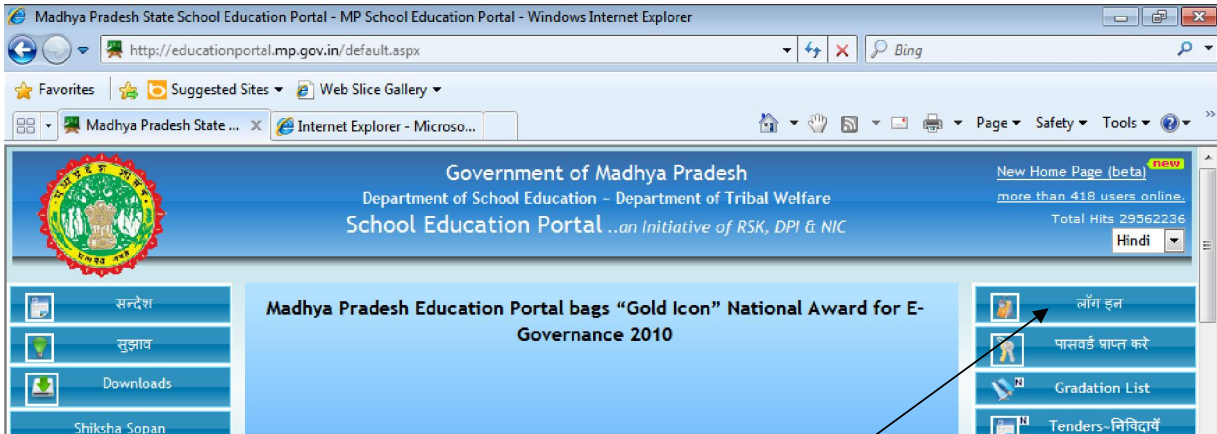 Madhya Pradesh State School Education Portal - MP School Education Portal - Windows Internet Explorer
http://educationportal.mp.gov.in/default.aspx
Bing
Favorites
Suggested Sites
Web Slice Gallery
Madhya Pradesh State ...
Internet Explorer - Microso...
Page
Safety
Tools
Government of Madhya Pradesh
Department of School Education ~ Department of Tribal Welfare
School Education Portal ..an Initiative of RSK, DPI & NIC
New Home Page (beta) new
more than 418 users online.
Total Hits 29562236
Hindi
सन्देश
सुझाव
Downloads
Shiksha Sopan
Madhya Pradesh Education Portal bags “Gold Icon” National Award for E-
Governance 2010
लॉग इन
पासवर्ड प्राप्त करे
N Gradation List
N Tenders~निविदायें